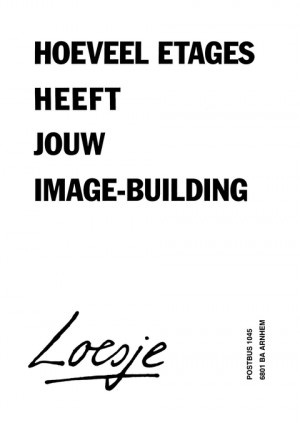 HOEVEEL ETAGES
HEEFT
JOUW
IMAGE-BUILDING
Loesje
POSTBUS 1045
6801 BA ARNHEM